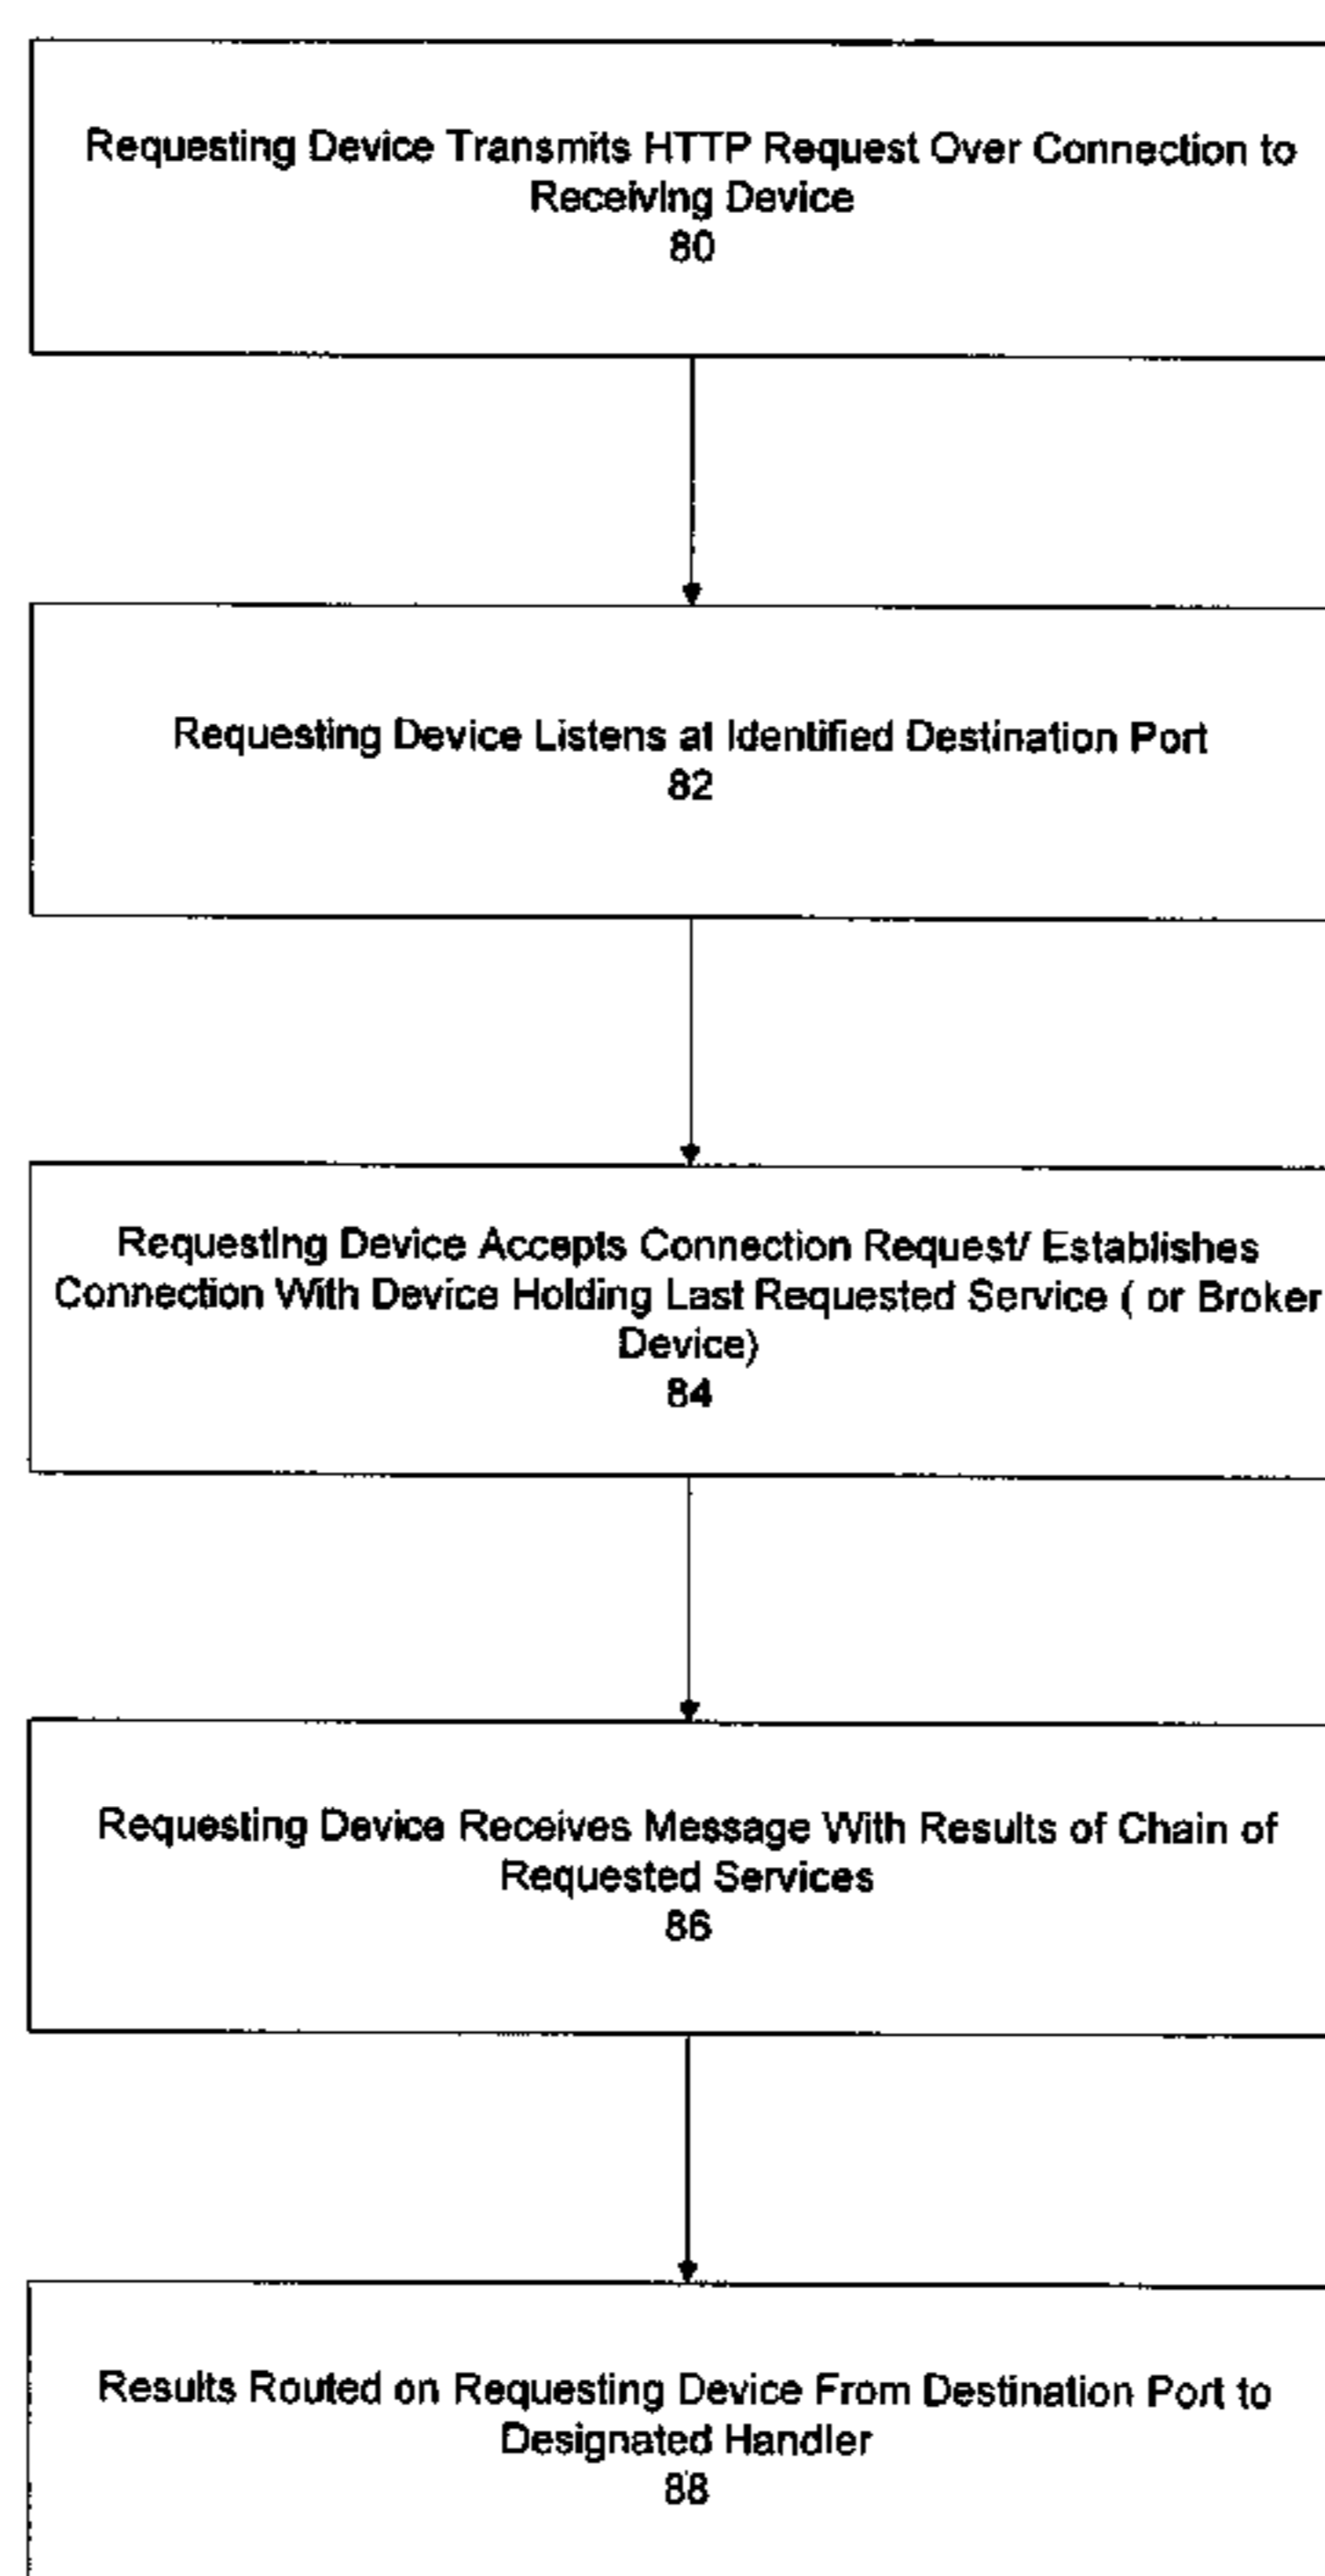 Requesting Device Transmits HTTP Request Over Connection to
Receiving Device
80
Requesting Device Listens at Identified Destination Port
82
Requesting Device Accepts Connection Request/ Establishes
Connection With Device Holding Last Requested Service ( or Broker
Device)
84
Requesting Device Receives Message With Results of Chain of
Requested Services
86
Results Routed on Requesting Device From Destination Port to
Designated Handler
88